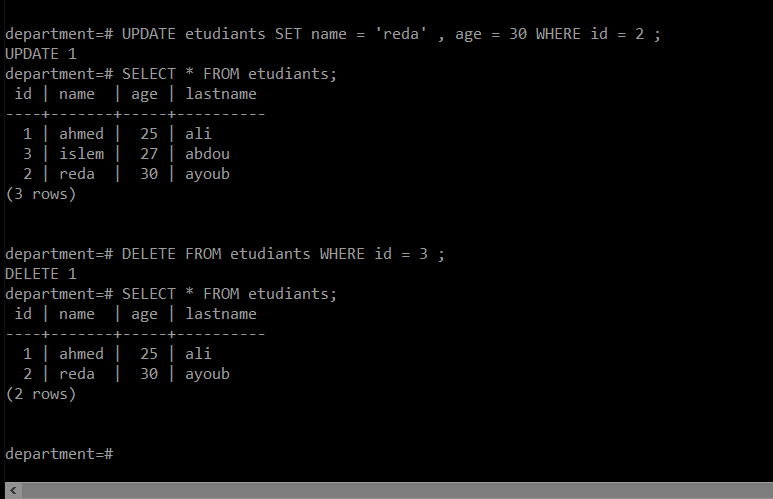 department=# UPDATE etudiants SET name = 'reda' , age = 30 WHERE id = 2 ;
UPDATE 1
department=# SELECT * FROM etudiants;
 id | name  | age | lastname
----+-------+-----+----------
  1 | ahmed |  25 | ali
  3 | islem |  27 | abdou
  2 | reda  |  30 | ayoub
(3 rows)
department=# DELETE FROM etudiants WHERE id = 3 ;
DELETE 1
department=# SELECT * FROM etudiants;
 id | name  | age | lastname
----+-------+-----+----------
  1 | ahmed |  25 | ali
  2 | reda  |  30 | ayoub
(2 rows)
department=#